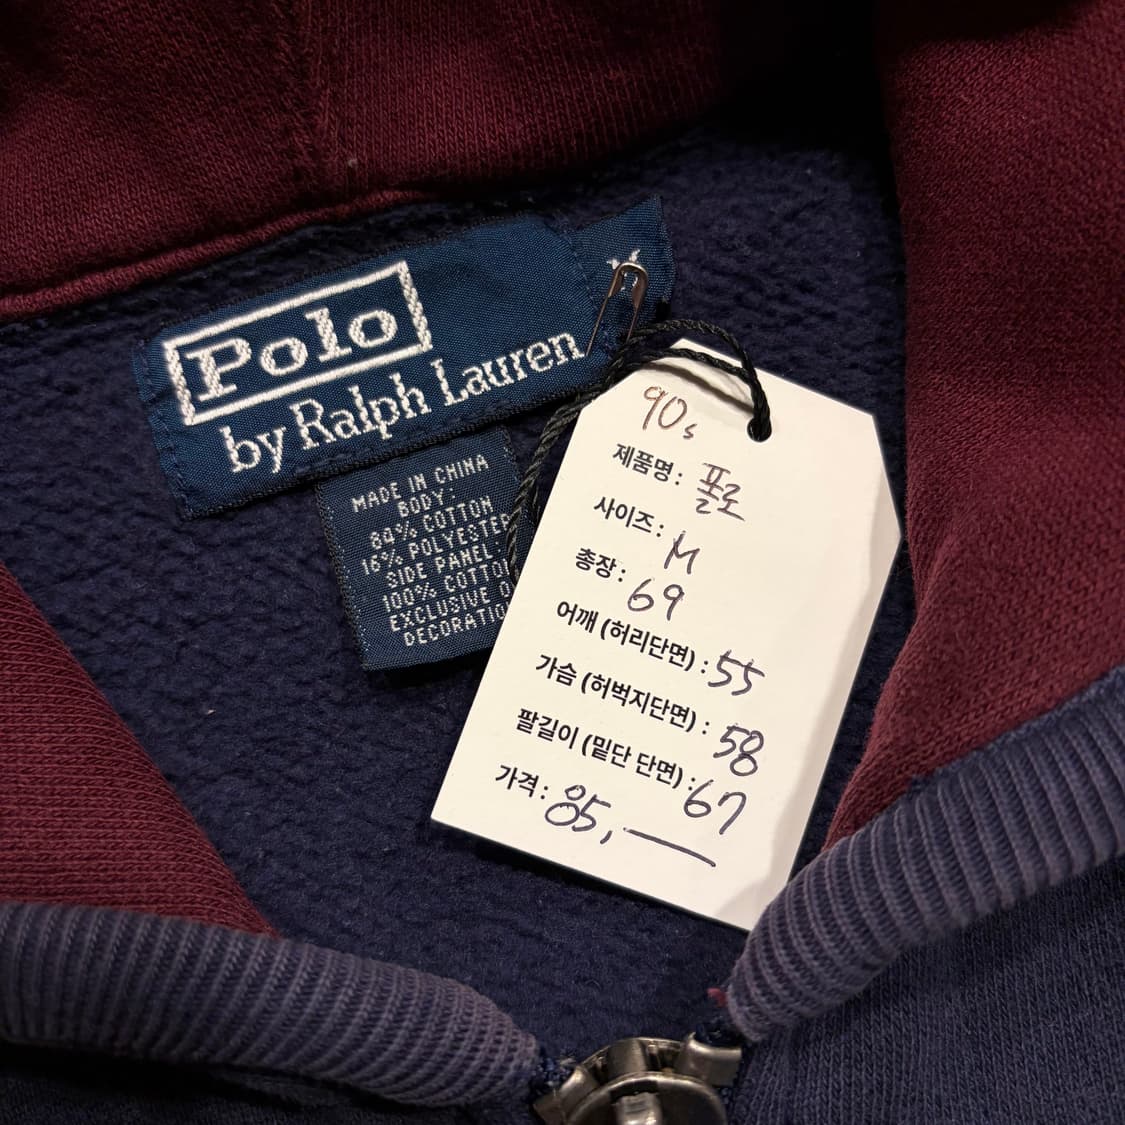 Polo
by Ralph Lauren
M
MADE IN CHINA
BODY:
84% COTTON
16% POLYESTER
SIDE PANEL
100% COTTON
EXCLUSIVE O
DECORATIO
90s
제품명: 폴로
사이즈: M
총장: 69
어깨 (허리단면) : 55
가슴 (허벅지단면) : 58
팔길이 (밑단 단면) : 67
가격: 85,—